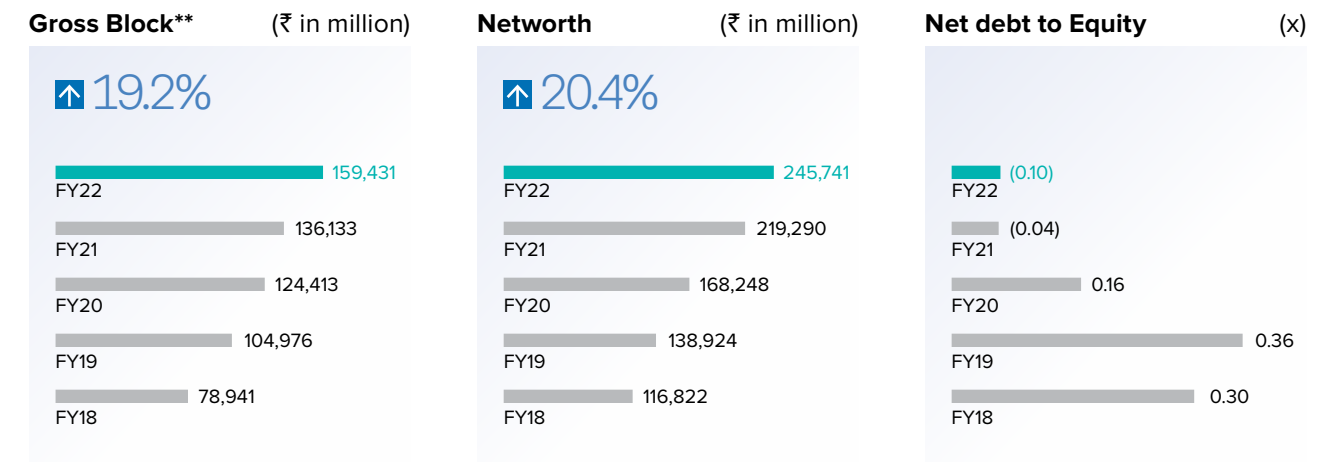 Gross Block** (₹ in million)
19.2%
159,431
FY22
136,133
FY21
124,413
FY20
104,976
FY19
78,941
FY18
Networth (₹ in million)
20.4%
245,741
FY22
219,290
FY21
168,248
FY20
138,924
FY19
116,822
FY18
Net debt to Equity (x)
(0.10)
FY22
(0.04)
FY21
0.16
FY20
0.36
FY19
0.30
FY18